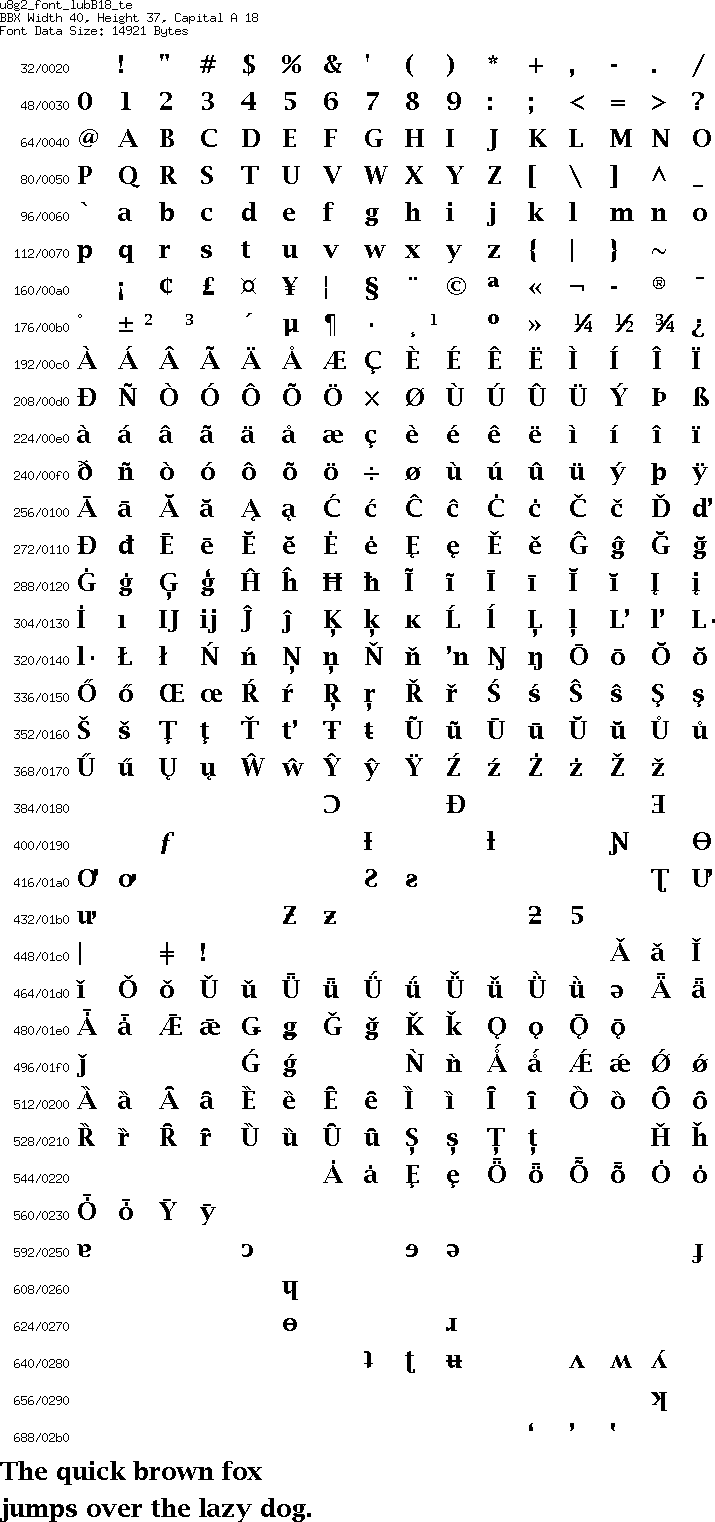 u8g2_font_lubB18_te
BBX Width 40, Height 37, Capital A 18
Font Data Size: 14921 Bytes
32/0020 ! " # $ % & ' ( ) * + , - . /
48/0030 0 1 2 3 4 5 6 7 8 9 : ; < = > ?
64/0040 @ A B C D E F G H I J K L M N O
80/0050 P Q R S T U V W X Y Z [ \ ] ^ _
96/0060 ` a b c d e f g h i j k l m n o
112/0070 p q r s t u v w x y z { | } ~
160/00a0 ¡ ¢ £ ¤ ¥ ¦ § ¨ © ª « ¬ - ® ¯
176/00b0 ° ± ² ³ ´ µ ¶ · ¸ ¹ º » ¼ ½ ¾ ¿
192/00c0 À Á Â Ã Ä Å Æ Ç È É Ê Ë Ì Í Î Ï
208/00d0 Ð Ñ Ò Ó Ô Õ Ö × Ø Ù Ú Û Ü Ý Þ ß
224/00e0 à á â ã ä å æ ç è é ê ë ì í î ï
240/00f0 ð ñ ò ó ô õ ö ÷ ø ù ú û ü ý þ ÿ
256/0100 Ā ā Ă ă Ą ą Ć ć Ĉ ĉ Ċ ċ Č č Ď ď
272/0110 Đ đ Ē ē Ĕ ĕ Ė ė Ę ę Ě ě Ĝ ĝ Ğ ğ
288/0120 Ġ ġ Ģ ģ Ĥ ĥ Ħ ħ Ĩ ĩ Ī ī Ĭ ĭ Į į
304/0130 İ ı Ĳ ĳ Ĵ ĵ Ķ ķ ĸ Ĺ ĺ Ļ ļ Ľ ľ Ŀ
320/0140 ŀ Ł ł Ń ń Ņ ņ Ň ň ŉ Ŋ ŋ Ō ō Ŏ ŏ
336/0150 Ő ő Œ œ Ŕ ŕ Ŗ ŗ Ř ř Ś ś Ŝ ŝ Ş ş
352/0160 Š š Ţ ţ Ť ť Ŧ ŧ Ũ ũ Ū ū Ŭ ŭ Ů ů
368/0170 Ű ű Ų ų Ŵ ŵ Ŷ ŷ Ÿ Ź ź Ż ż Ž ž
384/0180 Ɔ Ɖ Ǝ
400/0190 ƒ Ɨ ƚ Ɲ Ɵ
416/01a0 Ơ ơ Ƨ ƨ Ʈ Ư
432/01b0 ư Ƶ ƶ ƻ Ƽ
448/01c0 ǀ ǂ ǃ Ǎ ǎ Ǐ
464/01d0 ǐ Ǒ ǒ Ǔ ǔ Ǖ ǖ Ǘ ǘ Ǚ ǚ Ǜ ǜ ǝ Ǟ ǟ
480/01e0 Ǡ ǡ Ǣ ǣ Ǥ ǥ Ǧ ǧ Ǩ ǩ Ǫ ǫ Ǭ ǭ
496/01f0 ǰ Ǵ ǵ Ǹ ǹ Ǻ ǻ Ǽ ǽ Ǿ ǿ
512/0200 Ȁ ȁ Ȃ ȃ Ȅ ȅ Ȇ ȇ Ȉ ȉ Ȋ ȋ Ȍ ȍ Ȏ ȏ
528/0210 Ȑ ȑ Ȓ ȓ Ȕ ȕ Ȗ ȗ Ș ș Ț ț Ȟ ȟ
544/0220 Ȧ ȧ Ȩ ȩ Ȫ ȫ Ȭ ȭ Ȯ ȯ
560/0230 Ȱ ȱ Ȳ ȳ
592/0250 ɐ ɔ ɘ ə ɟ
608/0260 ɥ
624/0270 ɵ ɹ
640/0280 ʇ ʈ ʉ ʌ ʍ ʎ
656/0290 ʞ
688/02b0 ʻ ʼ ʽ
The quick brown fox
jumps over the lazy dog.